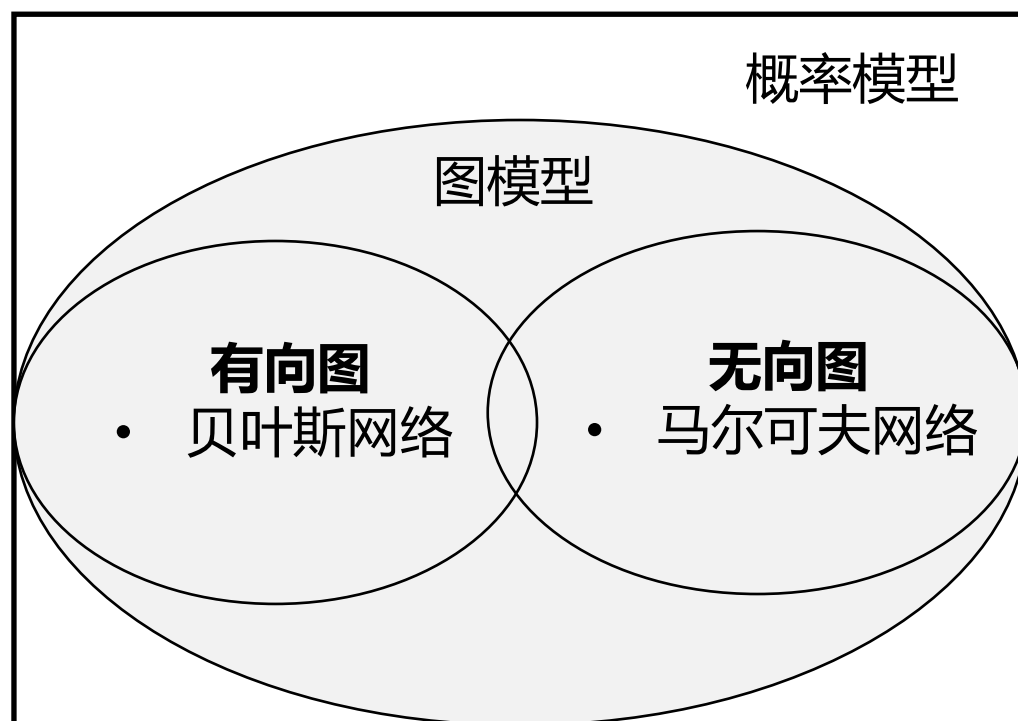 概率模型
图模型
有向图
• 贝叶斯网络
无向图
• 马尔可夫网络